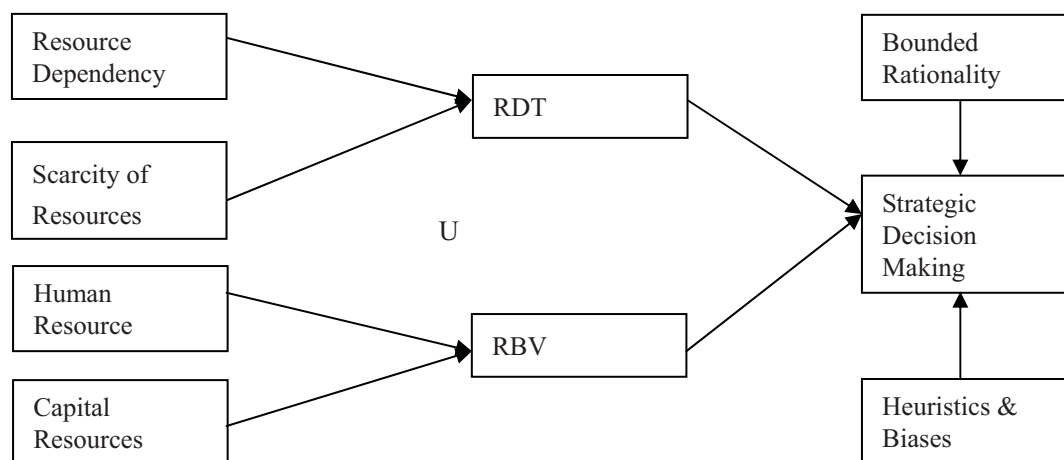 Resource
Dependency
Scarcity of
Resources
Human
Resource
Capital
Resources
RDT
U
RBV
Bounded
Rationality
Strategic
Decision
Making
Heuristics &
Biases